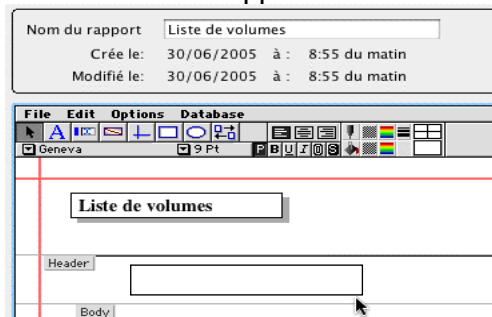 Nom du rapport Liste de volumes
Crée le: 30/06/2005 à : 8:55 du matin
Modifié le: 30/06/2005 à : 8:55 du matin
File Edit Options Database
A
Geneva 9 Pt P B U I O S
Liste de volumes
Header
Body